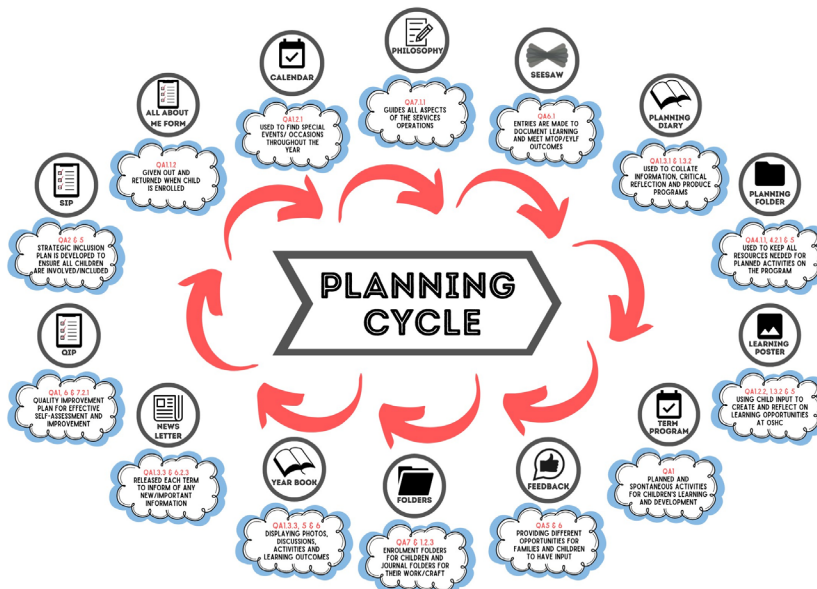 PHILOSOPHY
QA7.1.1
GUIDES ALL ASPECTS
OF THE SERVICES
OPERATIONS
SEESAW
QA6.1
ENTRIES ARE MADE TO
DOCUMENT LEARNING
AND MEET MTOP/EYLF
OUTCOMES
PLANNING
DIARY
QA1.3.1 & 1.3.2
USED TO COLLATE
INFORMATION, CRITICAL
REFLECTION AND PRODUCE
PROGRAMS
PLANNING
FOLDER
QA4.1.1, 4.2.1 & 5
USED TO KEEP ALL
RESOURCES NEEDED FOR
PLANNED ACTIVITIES ON
THE PROGRAM
LEARNING
POSTER
QA1.2.2, 1.3.2 & 5
USING CHILD INPUT TO
CREATE AND REFLECT ON
LEARNING OPPORTUNITIES
AT OSHC
TERM
PROGRAM
QA1
PLANNED AND
SPONTANEOUS ACTIVITIES
FOR CHILDREN'S LEARNING
AND DEVELOPMENT
FEEDBACK
QA5 & 6
PROVIDING DIFFERENT
OPPORTUNITIES FOR
FAMILIES AND CHILDREN
TO HAVE INPUT
FOLDERS
QA7 & 1.2.3
ENROLMENT FOLDERS
FOR CHILDREN AND
JOURNAL FOLDERS FOR
THEIR WORK/CRAFT
YEAR BOOK
QA1.3.3, 5 & 6
DISPLAYING PHOTOS,
DISCUSSIONS,
ACTIVITIES AND
LEARNING OUTCOMES
NEWS
LETTER
QA1.3.3 & 6.2.3
RELEASED EACH TERM
TO INFORM OF ANY
NEW/IMPORTANT
INFORMATION
QIP
QA1, 6 & 7.2.1
QUALITY IMPROVEMENT
PLAN FOR EFFECTIVE
SELF-ASSESSMENT AND
IMPROVEMENT
SIP
QA2 & 5
STRATEGIC INCLUSION
PLAN IS DEVELOPED TO
ENSURE ALL CHILDREN
ARE INVOLVED/INCLUDED
ALL ABOUT
ME FORM
QA1.1.2
GIVEN OUT AND
RETURNED WHEN CHILD
IS ENROLLED
CALENDAR
QA1.2.1
USED TO FIND SPECIAL
EVENTS/ OCCASIONS
THROUGHOUT THE
YEAR
PLANNING
CYCLE